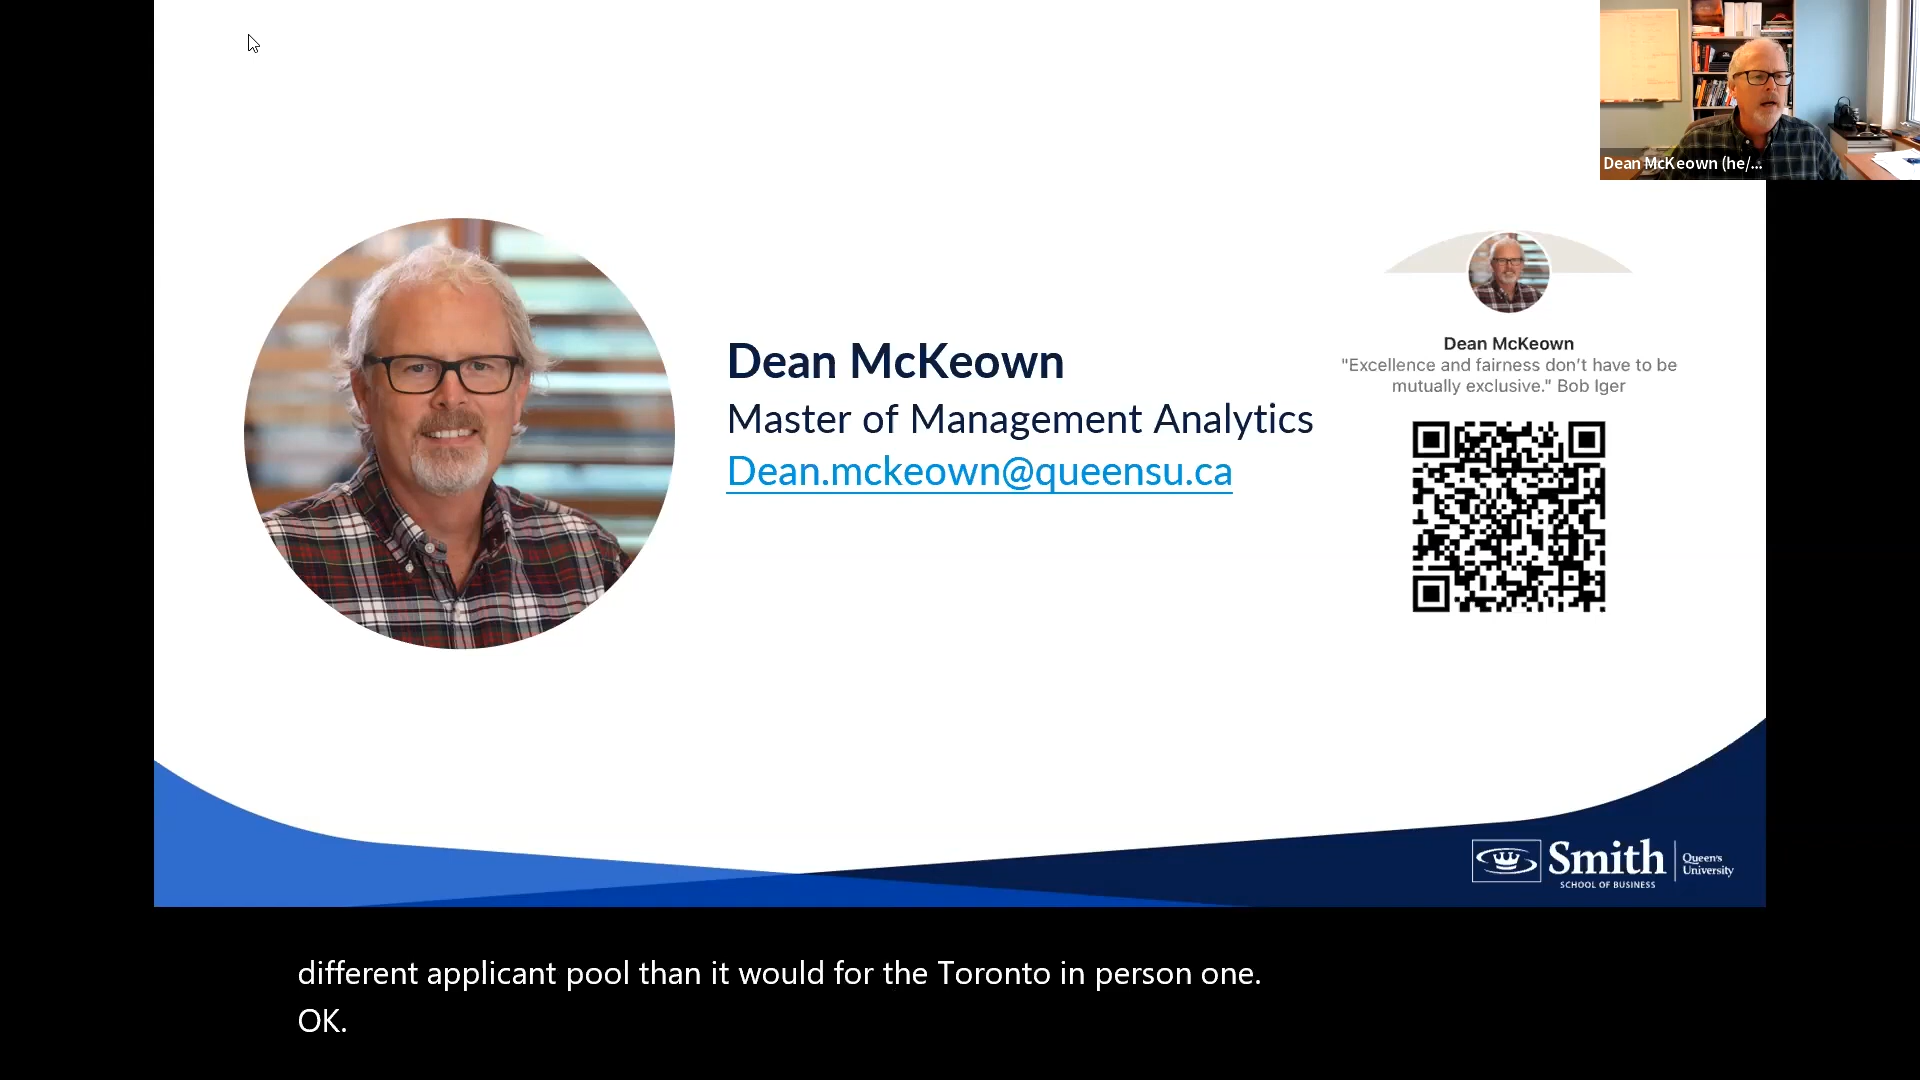 Dean McKeown (he/...
Dean McKeown
Master of Management Analytics
Dean.mckeown@queensu.ca
Dean McKeown
"Excellence and fairness don't have to be
mutually exclusive." Bob Iger
Smith
SCHOOL OF BUSINESS
Queen's
University
different applicant pool than it would for the Toronto in person one.
OK.